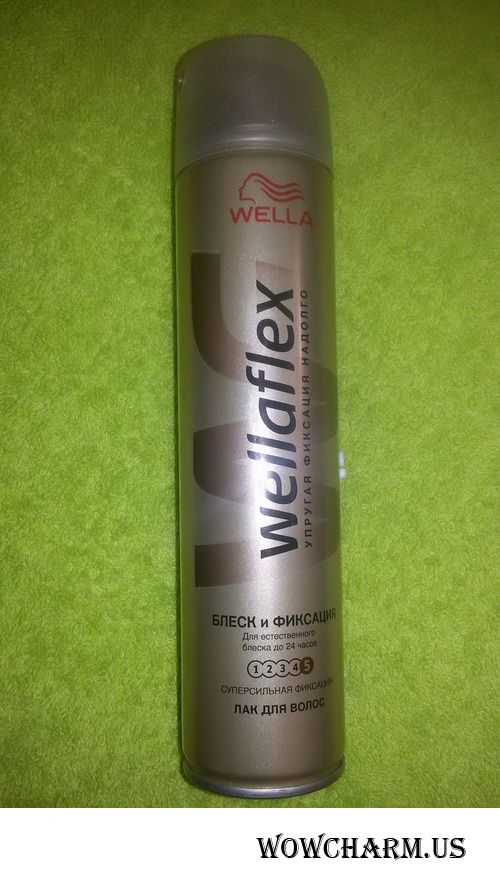 WELLA
wellaflex
УПРУГАЯ ФИКСАЦИЯ НАДОЛГО
БЛЕСК и ФИКСАЦИЯ
Для естественного
блеска до 24 часов
1 2 3 4 5
СУПЕРСИЛЬНАЯ ФИКСАЦИЯ
ЛАК ДЛЯ ВОЛОС
WOWCHARM.US